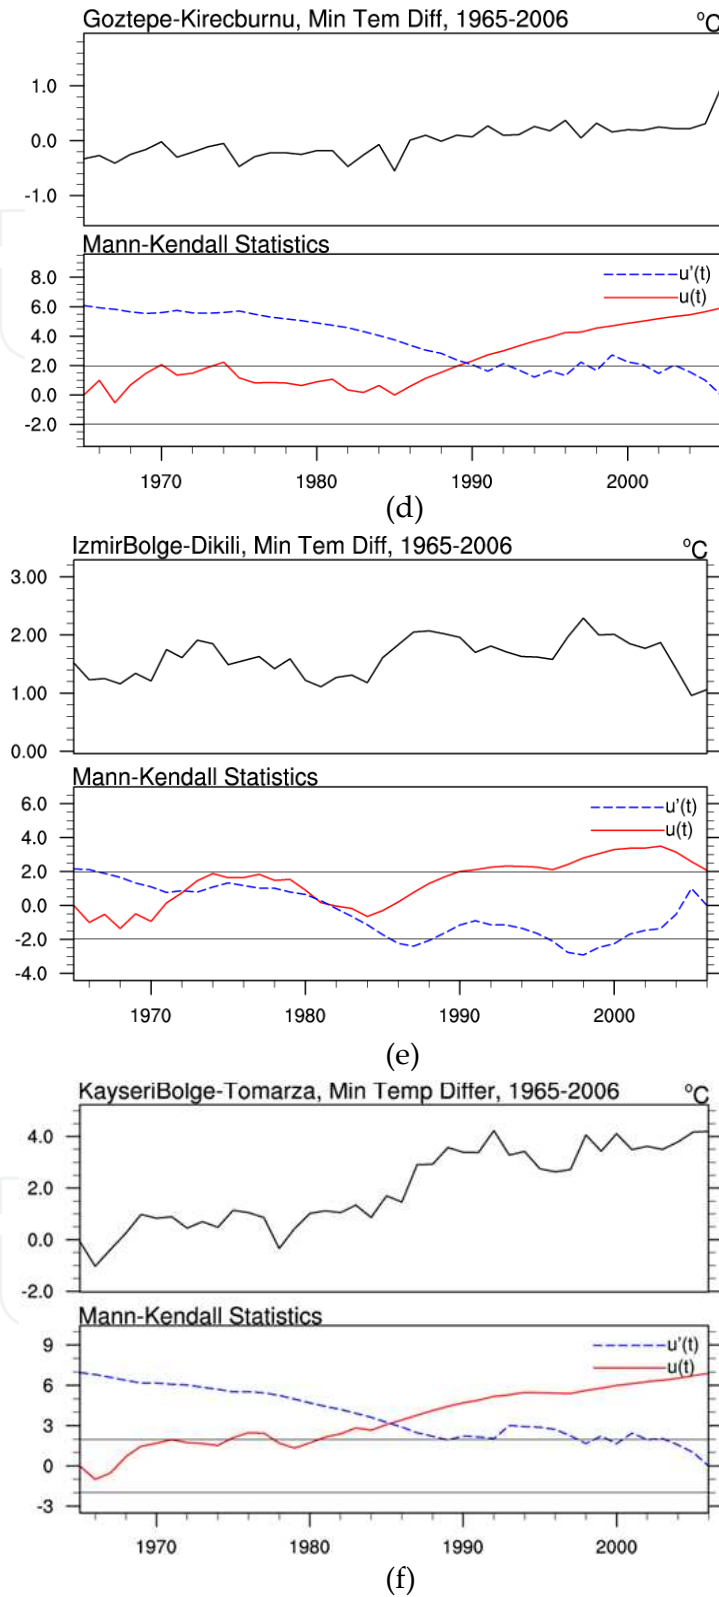 Goztepe-Kirecburnu, Min Tem Diff, 1965-2006 ºC
1.0
0.0
-1.0
Mann-Kendall Statistics
8.0
u'(t)
6.0
u(t)
4.0
2.0
0.0
-2.0
1970 1980 1990 2000
(d)
IzmirBolge-Dikili, Min Tem Diff, 1965-2006 ºC
3.00
2.00
1.00
0.00
Mann-Kendall Statistics
6.0 u'(t)
u(t)
4.0
2.0
0.0
-2.0
-4.0
1970 1980 1990 2000
(e)
KayseriBolge-Tomarza, Min Temp Differ, 1965-2006 ºC
4.0
2.0
0.0
-2.0
Mann-Kendall Statistics
9 u'(t)
u(t)
6
3
0
-3
1970 1980 1990 2000
(f)